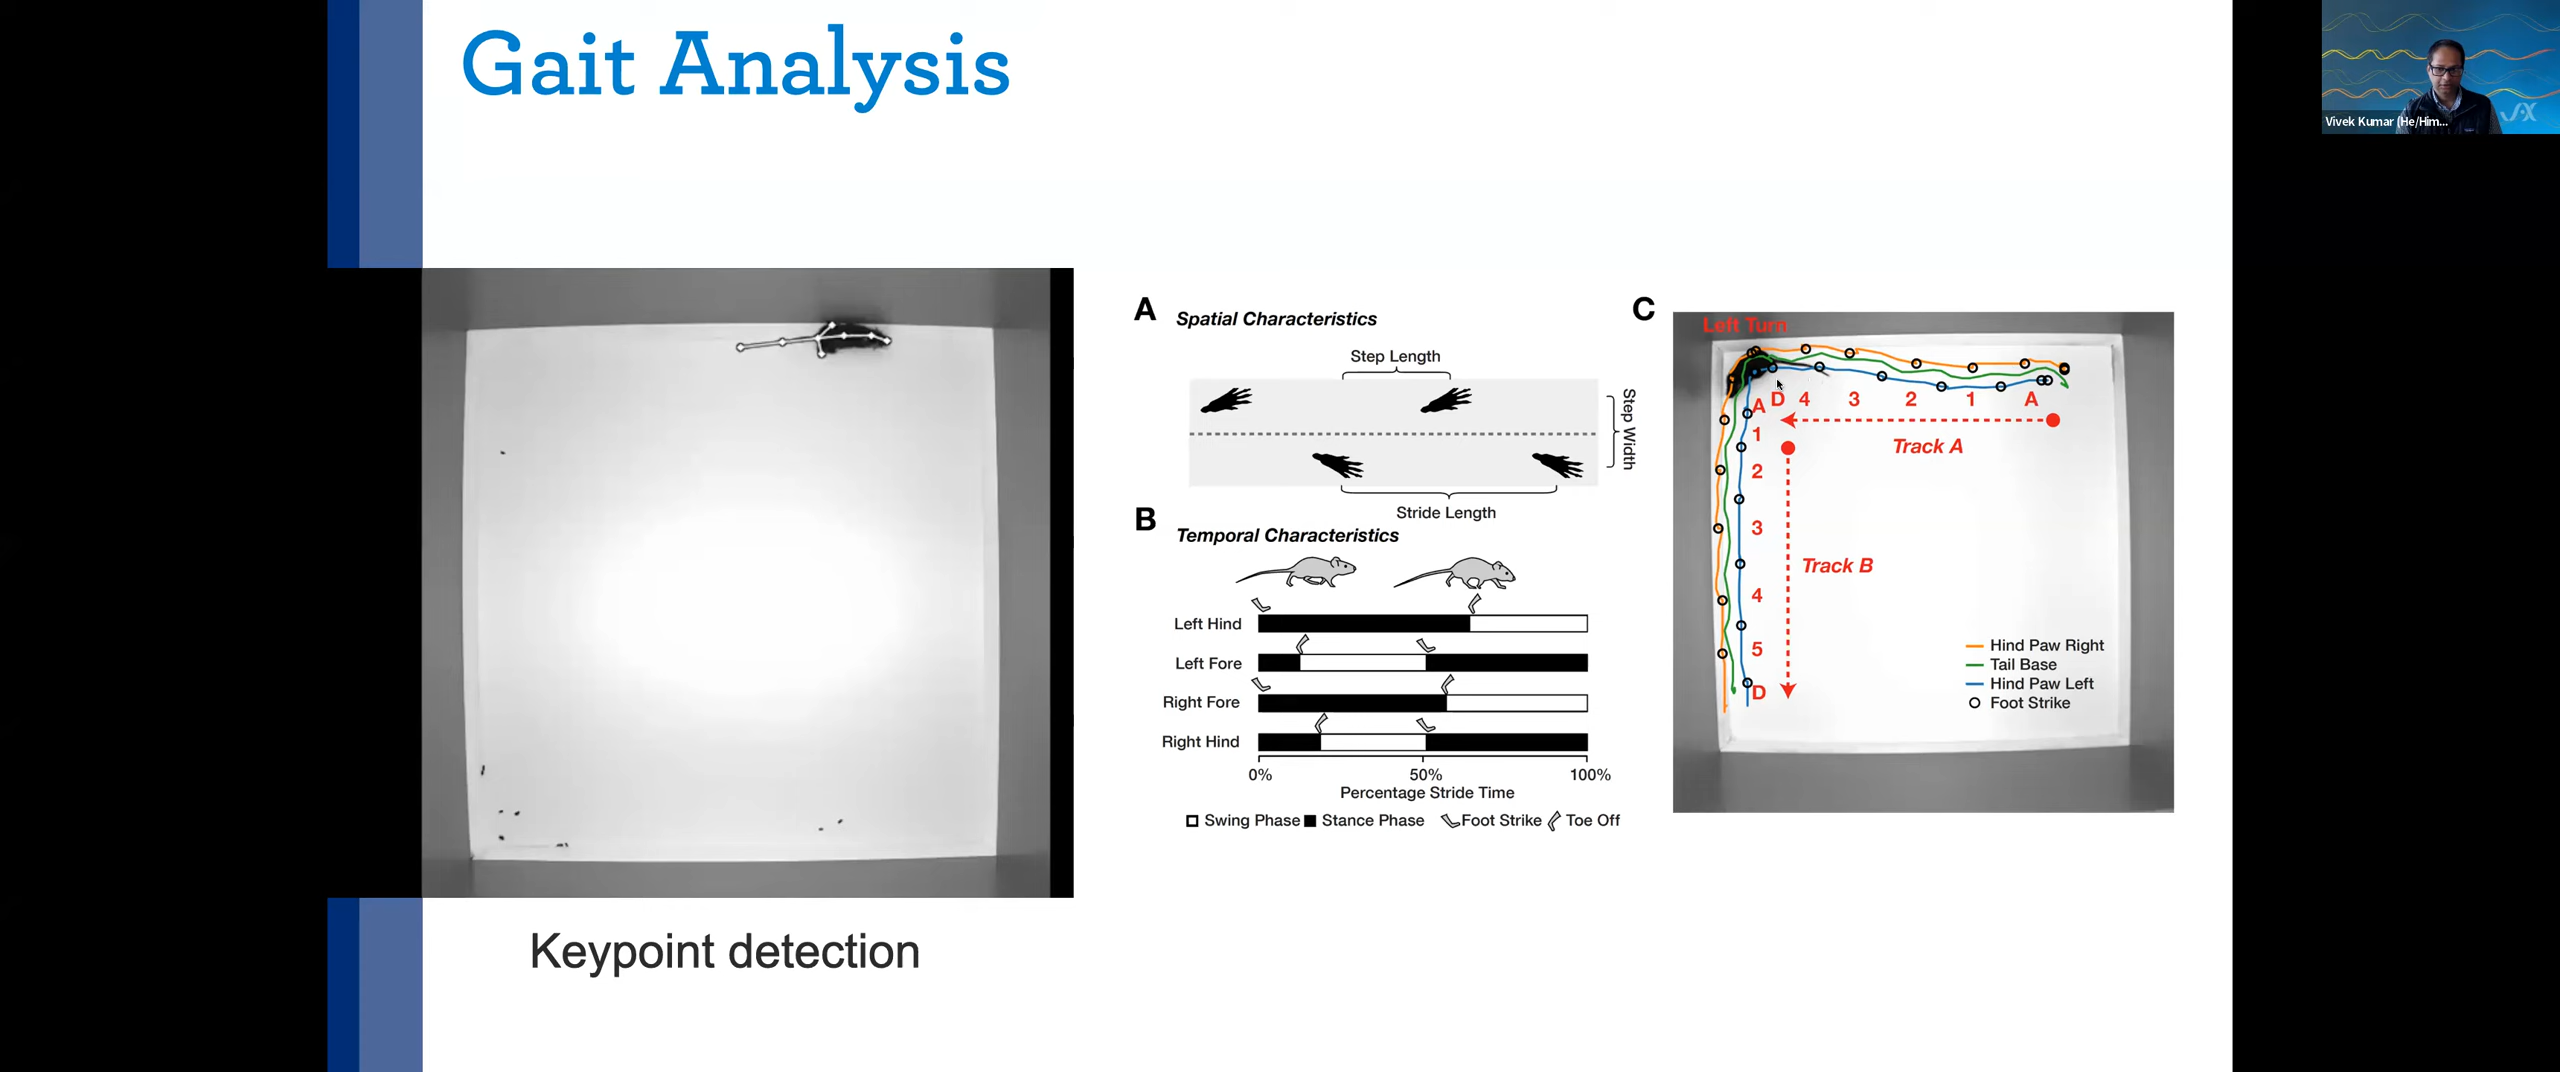 Gait Analysis
Vivek Kumar (He/Him...
JAX
A
Spatial Characteristics
Step Length
Step Width
Stride Length
B
Temporal Characteristics
Left Hind
Left Fore
Right Fore
Right Hind
0%
50%
100%
Percentage Stride Time
Swing Phase
Stance Phase
Foot Strike
Toe Off
C
Left Turn
A D 4 3 2 1 A
Track A
1
2
3
Track B
4
5
D
Hind Paw Right
Tail Base
Hind Paw Left
Foot Strike
Keypoint detection